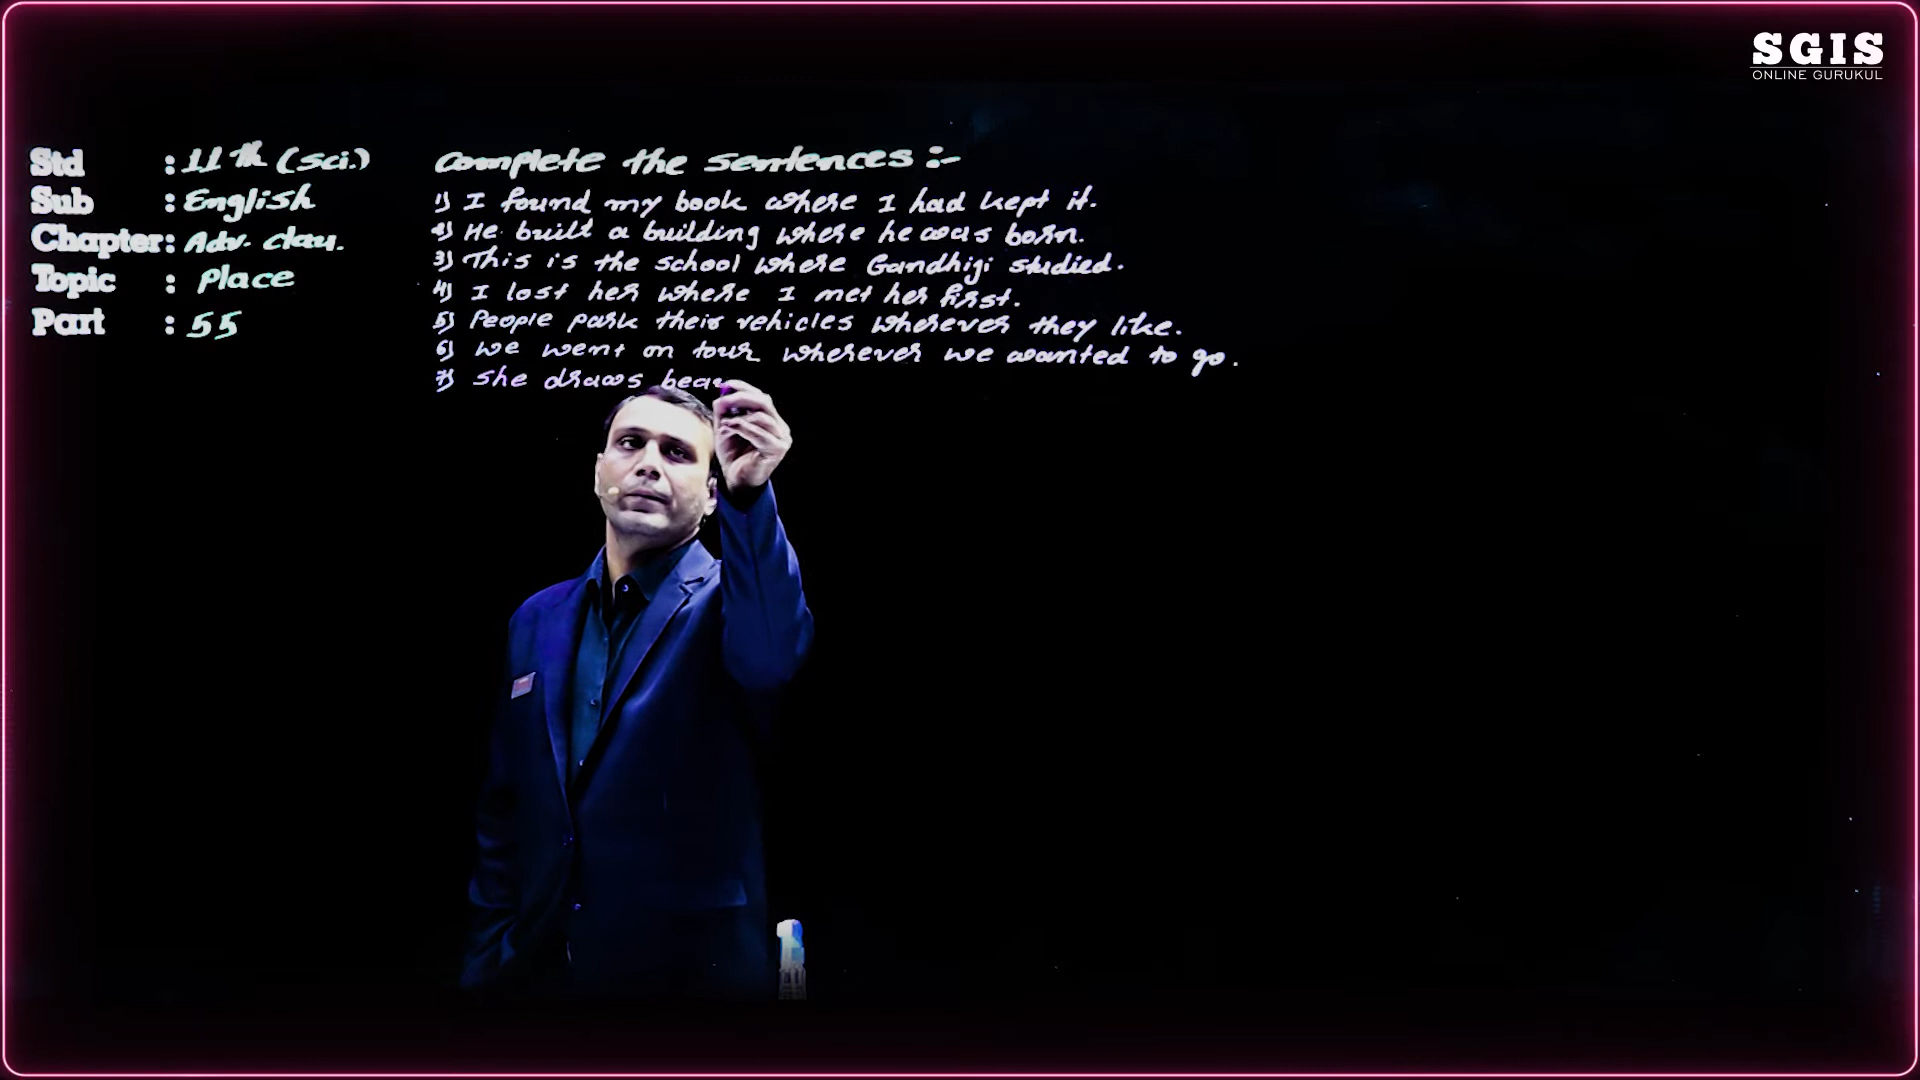 SGIS
ONLINE GURUKUL
Std : 11th (sci.)
Sub : English
Chapter : Adv. clau.
Topic : Place
Part : 55
Complete the sentences :-
1) I found my book where I had kept it.
2) He built a building where he was born.
3) This is the school where Gandhiji studied.
4) I lost her where I met her first.
5) People park their vehicles wherever they like.
6) We went on tour wherever we wanted to go.
7) She draws beau